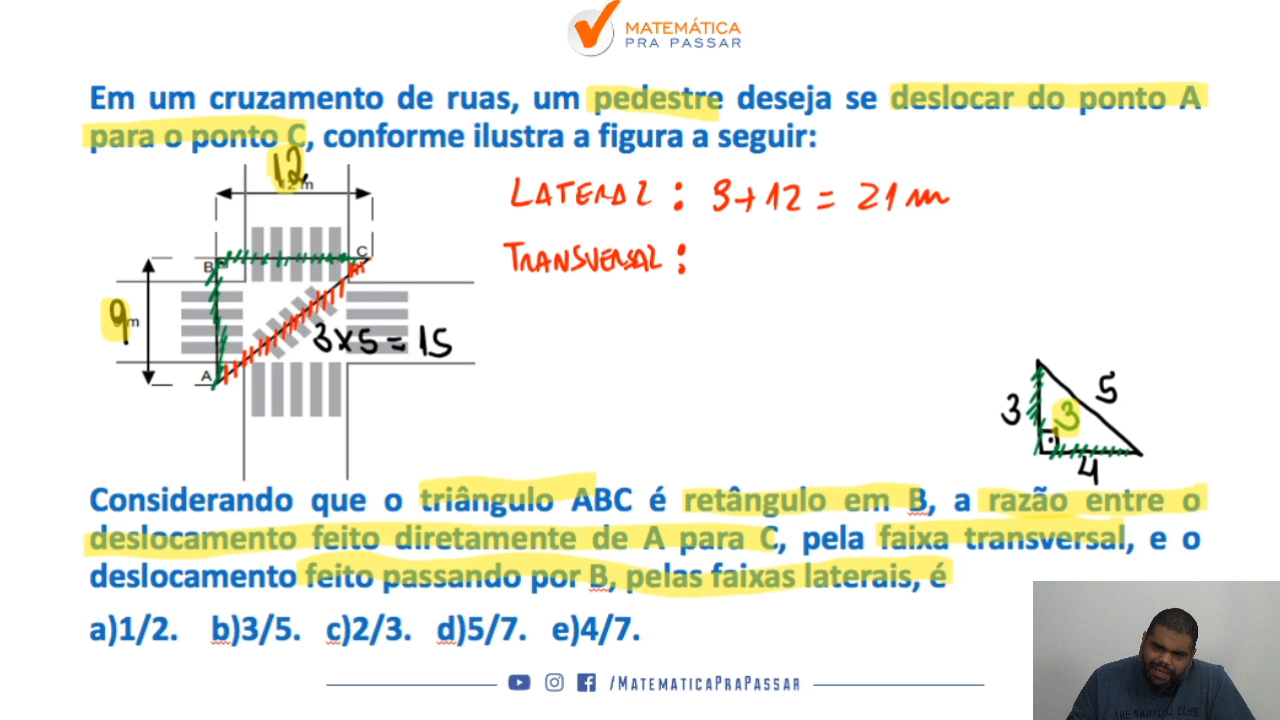 MATEMÁTICA
PRA PASSAR
Em um cruzamento de ruas, um pedestre deseja se deslocar do ponto A
para o ponto C, conforme ilustra a figura a seguir:
12 m
LATERAL : 9+12 = 21 m
TRANSVERSAL :
B
C
9 m
3x5=15
A
3
5
3
4
Considerando que o triângulo ABC é retângulo em B, a razão entre o
deslocamento feito diretamente de A para C, pela faixa transversal, e o
deslocamento feito passando por B, pelas faixas laterais, é
a)1/2. b)3/5. c)2/3. d)5/7. e)4/7.
/MATEMATICAPRAPASSAR
THE NAUTICAL CLUB